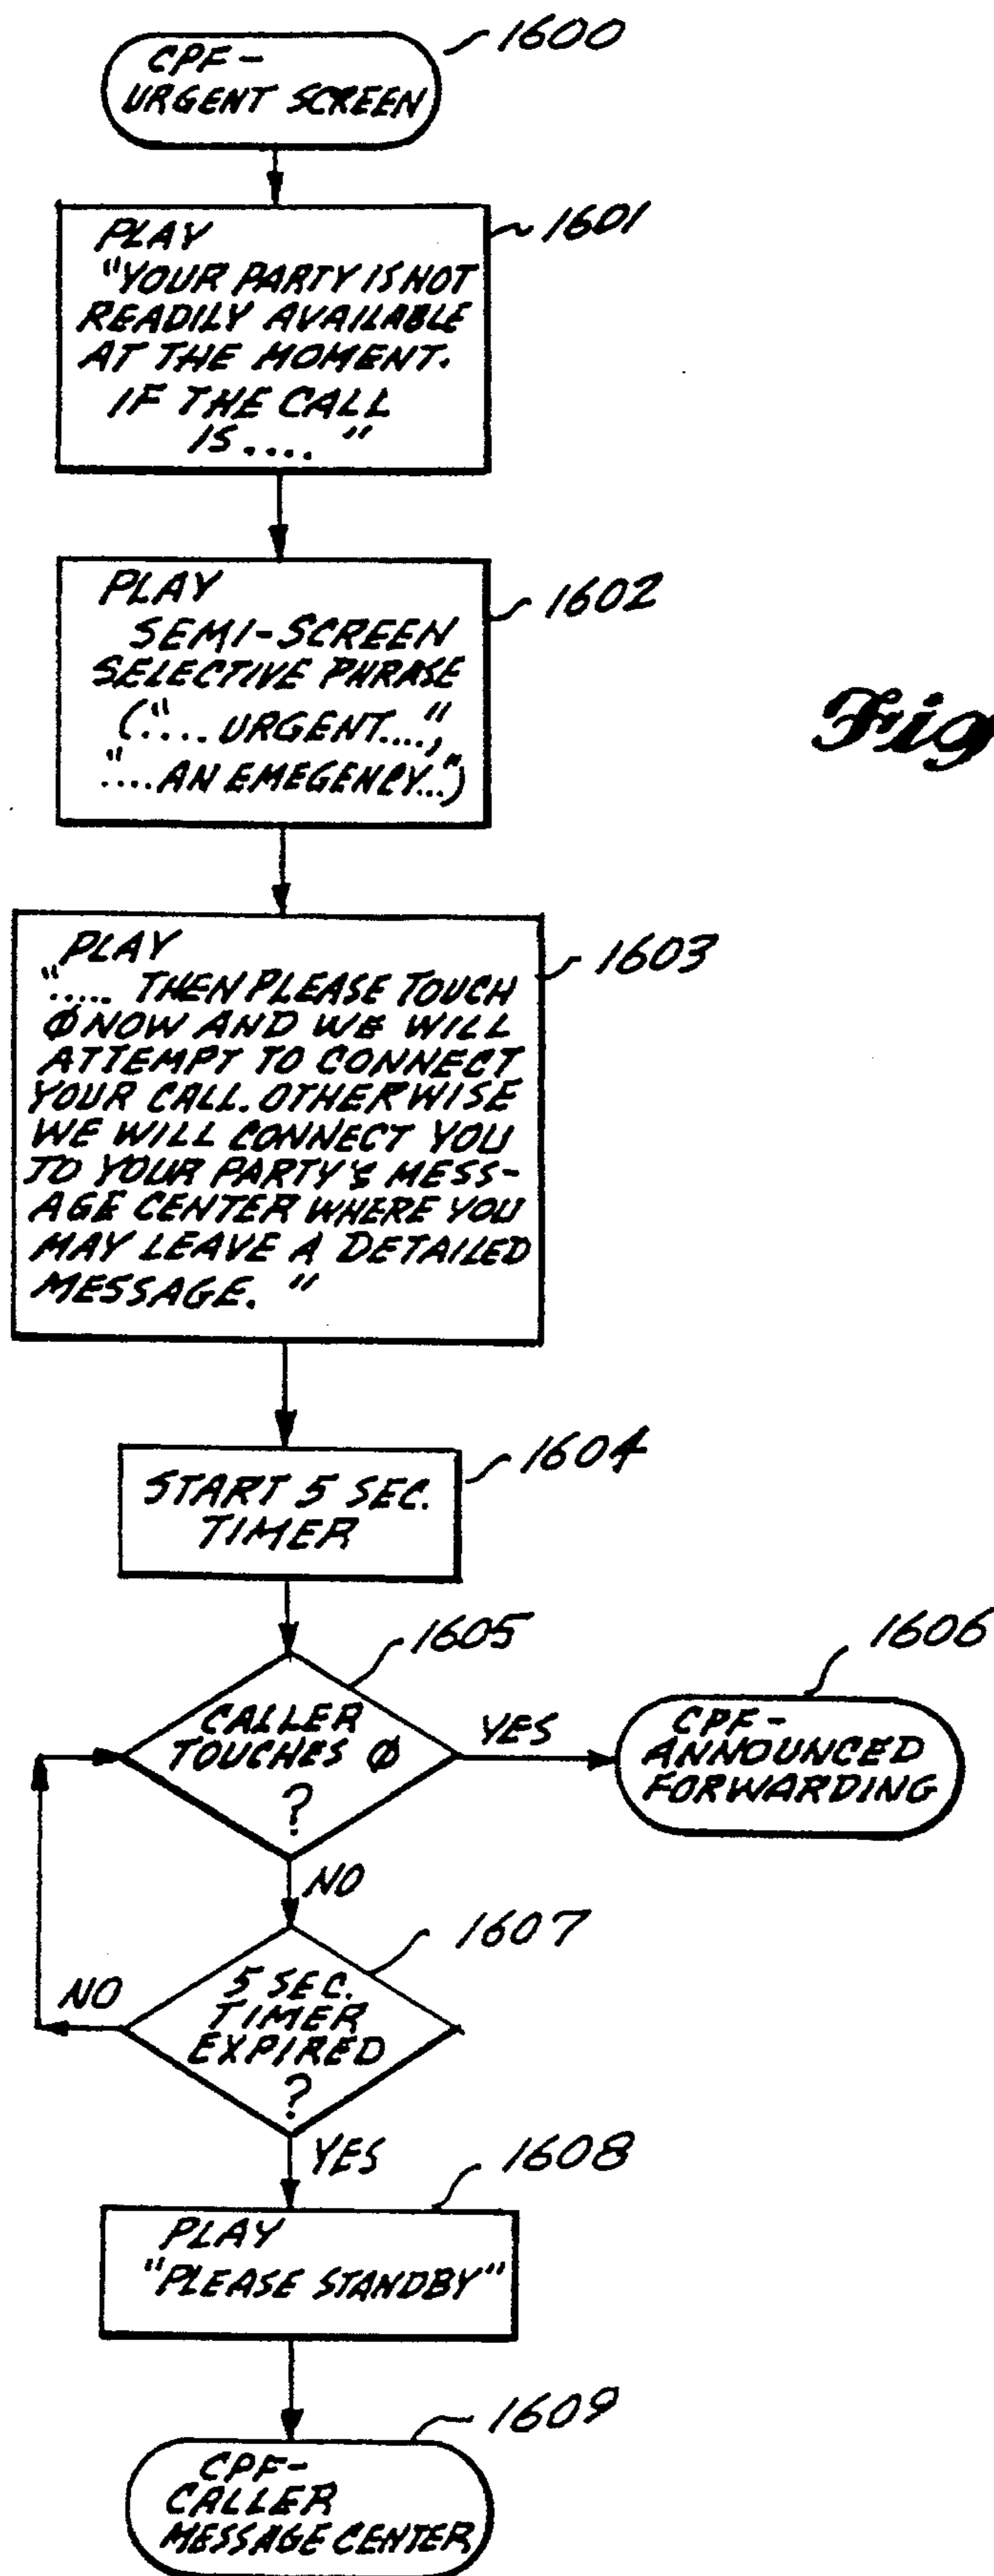 CPF-
URGENT SCREEN
1600
PLAY
"YOUR PARTY IS NOT
READILY AVAILABLE
AT THE MOMENT.
IF THE CALL
IS...."
1601
PLAY
SEMI-SCREEN
SELECTIVE PHRASE
("....URGENT....",
"....AN EMEGENCY...")
1602
Fig
PLAY
"..... THEN PLEASE TOUCH
Ø NOW AND WE WILL
ATTEMPT TO CONNECT
YOUR CALL. OTHERWISE
WE WILL CONNECT YOU
TO YOUR PARTY'S MESS-
AGE CENTER WHERE YOU
MAY LEAVE A DETAILED
MESSAGE. "
1603
START 5 SEC.
TIMER
1604
CALLER
TOUCHES Ø
?
1605
YES
CPF-
ANNOUNCED
FORWARDING
1606
NO
5 SEC.
TIMER
EXPIRED
?
1607
NO
YES
PLAY
"PLEASE STANDBY"
1608
CPF-
CALLER
MESSAGE CENTER
1609